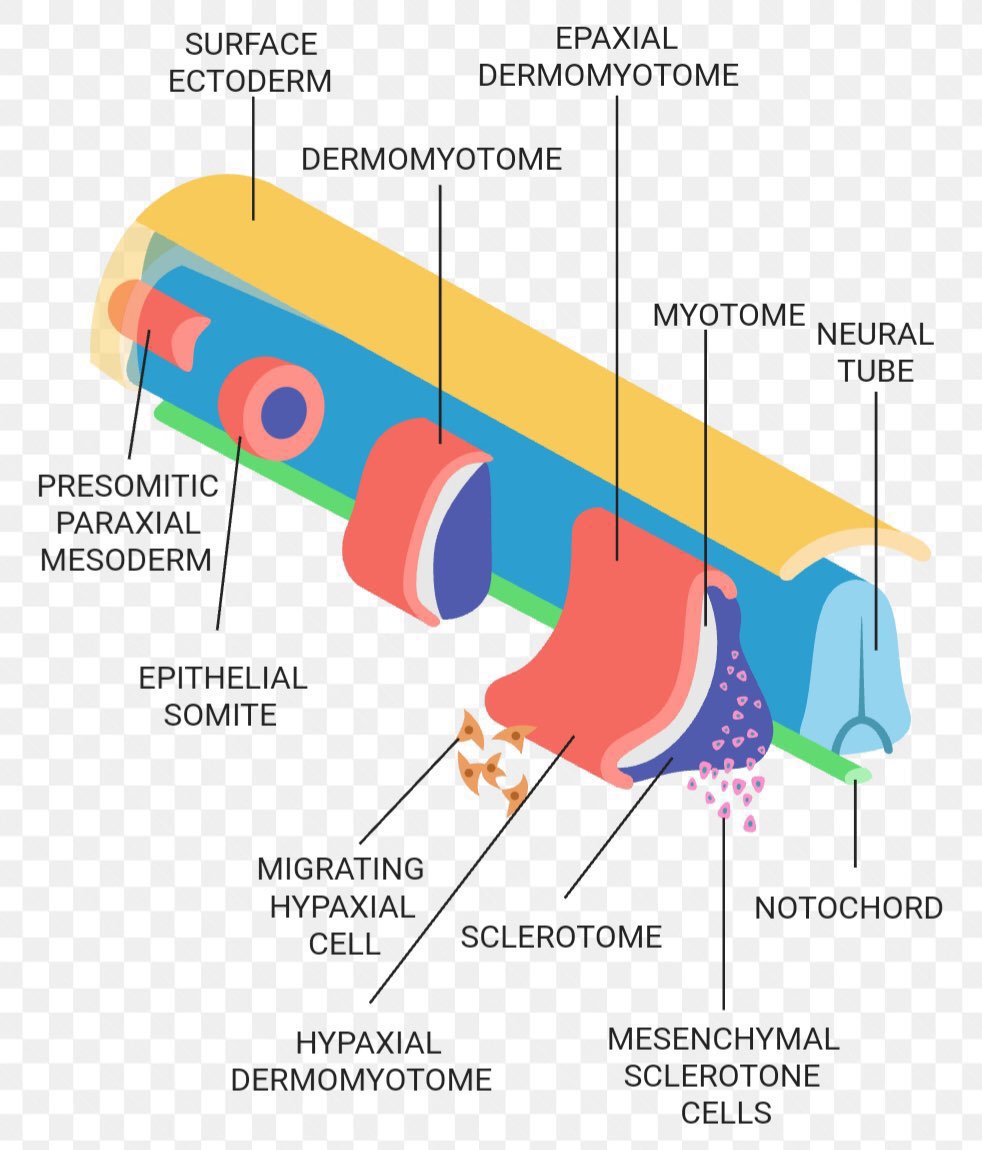 SURFACE
ECTODERM
EPAXIAL
DERMOMYOTOME
DERMOMYOTOME
MYOTOME
NEURAL
TUBE
PRESOMITIC
PARAXIAL
MESODERM
EPITHELIAL
SOMITE
MIGRATING
HYPAXIAL
CELL
SCLEROTOME
NOTOCHORD
HYPAXIAL
DERMOMYOTOME
MESENCHYMAL
SCLEROTONE
CELLS